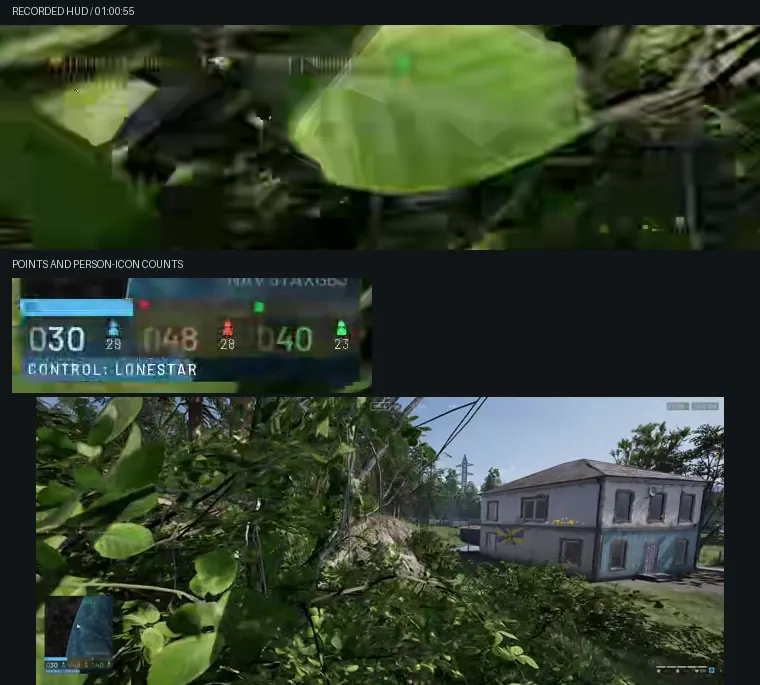 RECORDED HUD / 01:00:55
POINTS AND PERSON-ICON COUNTS
030 29 048 28 040 23
CONTROL: LONESTAR